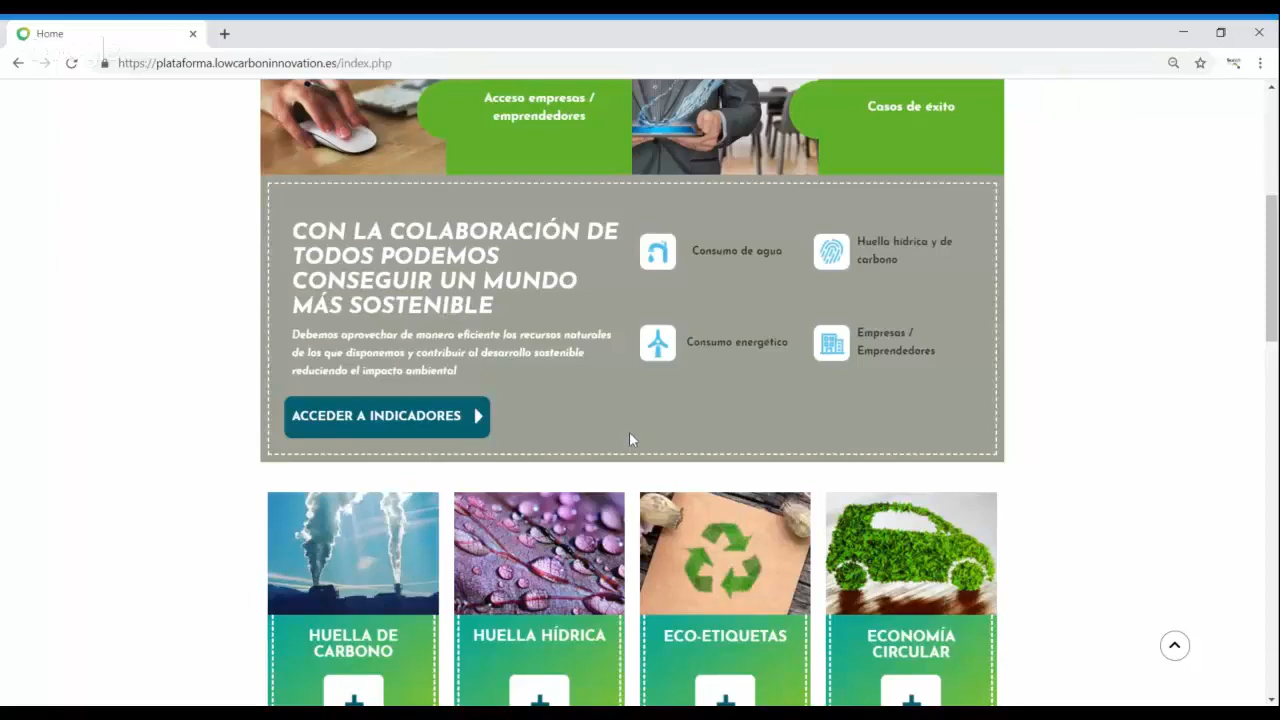 Home
https://plataforma.lowcarboninnovation.es/index.php
Acceso empresas /
emprendedores
Casos de éxito
CON LA COLABORACIÓN DE
TODOS PODEMOS
CONSEGUIR UN MUNDO
MÁS SOSTENIBLE
Debemos aprovechar de manera eficiente los recursos naturales
de los que disponemos y contribuir al desarrollo sostenible
reduciendo el impacto ambiental
ACCEDER A INDICADORES
Consumo de agua
Huella hídrica y de
carbono
Consumo energético
Empresas /
Emprendedores
HUELLA DE
CARBONO
HUELLA HÍDRICA
ECO-ETIQUETAS
ECONOMÍA
CIRCULAR